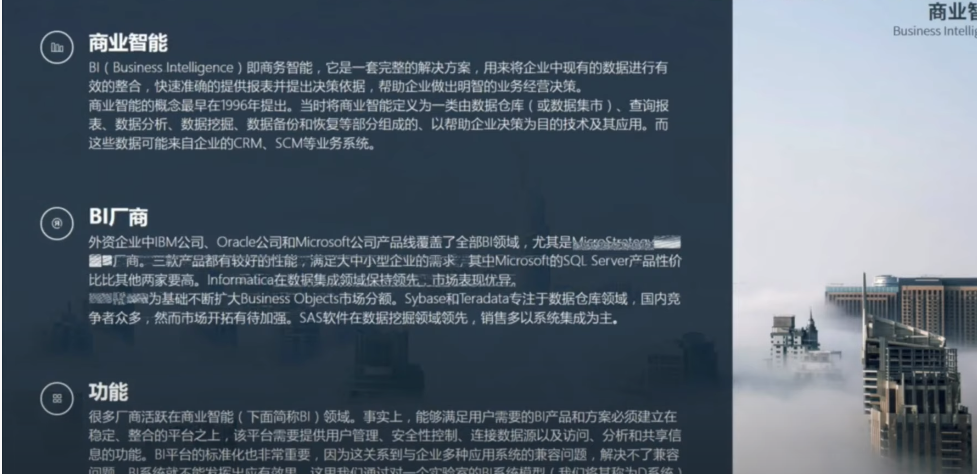 商业智
Business Intellig
商业智能
BI（Business Intelligence）即商务智能，它是一套完整的解决方案，用来将企业中现有的数据进行有
效的整合，快速准确的提供报表并提出决策依据，帮助企业做出明智的业务经营决策。
商业智能的概念最早在1996年提出。当时将商业智能定义为一类由数据仓库（或数据集市）、查询报
表、数据分析、数据挖掘、数据备份和恢复等部分组成的、以帮助企业决策为目的技术及其应用。而
这些数据可能来自企业的CRM、SCM等业务系统。
BI厂商
外资企业中IBM公司、Oracle公司和Microsoft公司产品线覆盖了全部BI领域，尤其是
厂商。三款产品都有较好的性能，满足大中小型企业的需求，其中Microsoft的SQL Server产品性价
比比其他两家要高。Informatica在数据集成领域保持领先，市场表现优异。
为基础不断扩大Business Objects市场分额。Sybase和Teradata专注于数据仓库领域，国内竞
争者众多，然而市场开拓有待加强。SAS软件在数据挖掘领域领先，销售多以系统集成为主。
功能
很多厂商活跃在商业智能（下面简称BI）领域。事实上，能够满足用户需要的BI产品和方案必须建立在
稳定、整合的平台之上，该平台需要提供用户管理、安全性控制、连接数据源以及访问、分析和共享信
息的功能。BI平台的标准化也非常重要，因为这关系到与企业多种应用系统的兼容问题，解决不了兼容
问题，BI系统就不能发挥出应有效果。这里我们通过对一个实验室的BI系统模型（我们将其称为D系统）